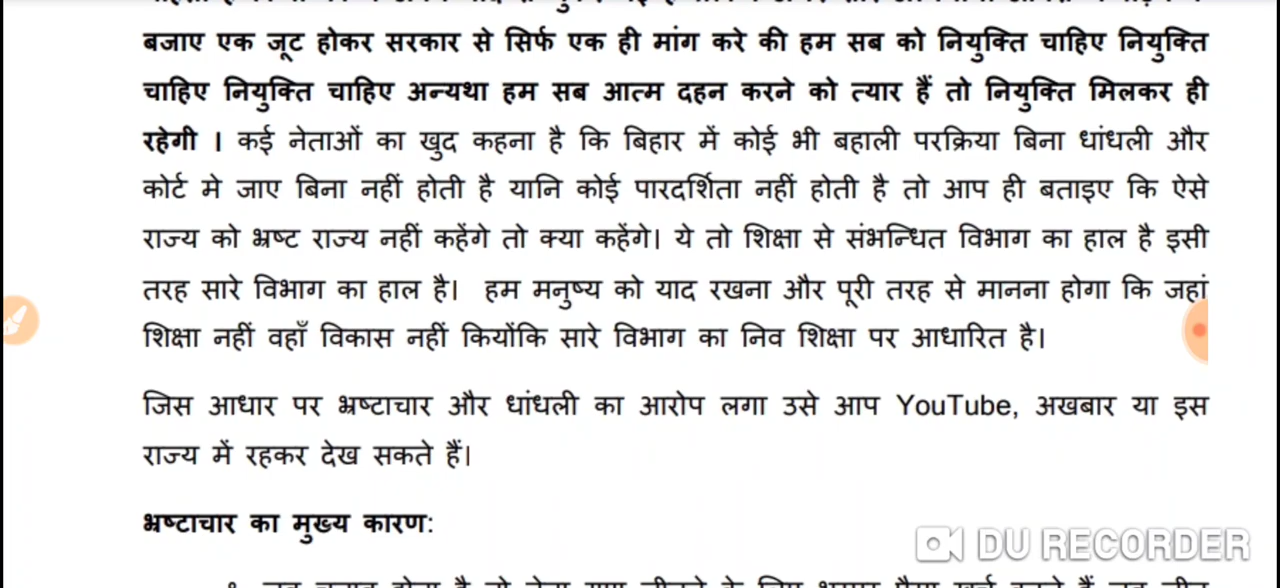 बजाए एक जूट होकर सरकार से सिर्फ एक ही मांग करे की हम सब को नियुक्ति चाहिए नियुक्ति
चाहिए नियुक्ति चाहिए अन्यथा हम सब आत्म दहन करने को त्यार हैं तो नियुक्ति मिलकर ही
रहेगी । कई नेताओं का खुद कहना है कि बिहार में कोई भी बहाली परक्रिया बिना धांधली और
कोर्ट मे जाए बिना नहीं होती है यानि कोई पारदर्शिता नहीं होती है तो आप ही बताइए कि ऐसे
राज्य को भ्रष्ट राज्य नहीं कहेंगे तो क्या कहेंगे। ये तो शिक्षा से संभन्धित विभाग का हाल है इसी
तरह सारे विभाग का हाल है। हम मनुष्य को याद रखना और पूरी तरह से मानना होगा कि जहां
शिक्षा नहीं वहाँ विकास नहीं कियोंकि सारे विभाग का निव शिक्षा पर आधारित है।
जिस आधार पर भ्रष्टाचार और धांधली का आरोप लगा उसे आप YouTube, अखबार या इस
राज्य में रहकर देख सकते हैं।
भ्रष्टाचार का मुख्य कारण:
DU RECORDER